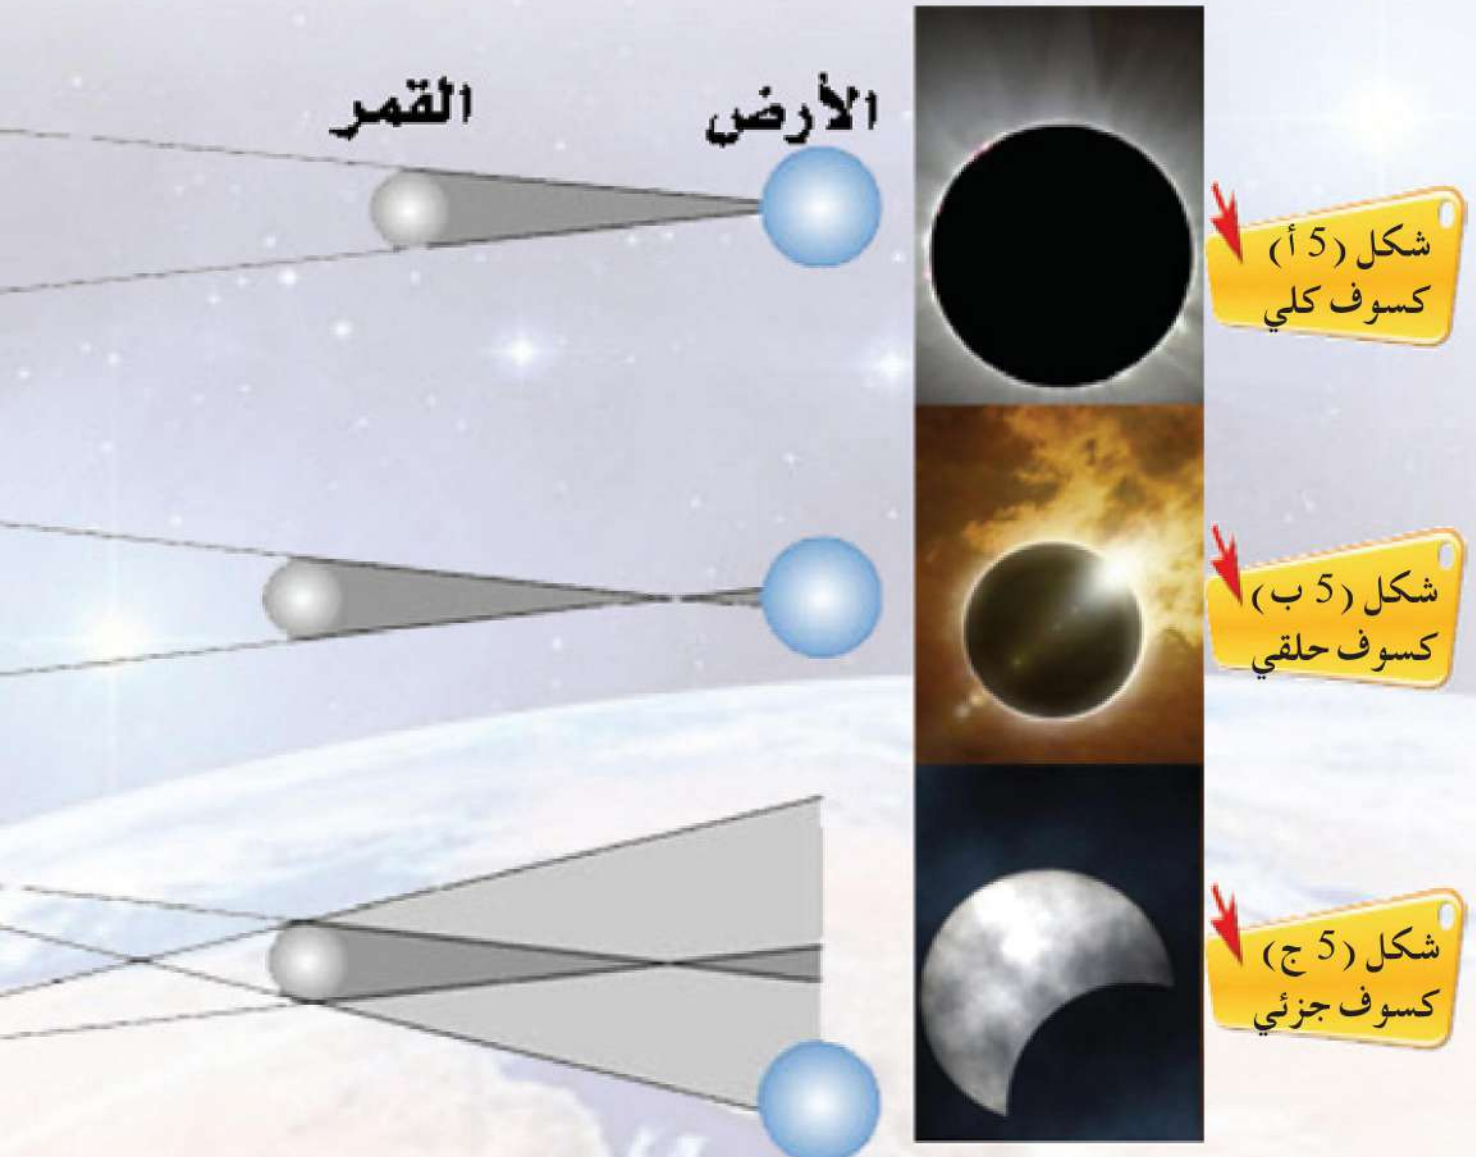 الأرض
القمر
شكل (5 أ)
كسوف كلي
شكل (5 ب)
كسوف حلقي
شكل (5 ج)
كسوف جزئي